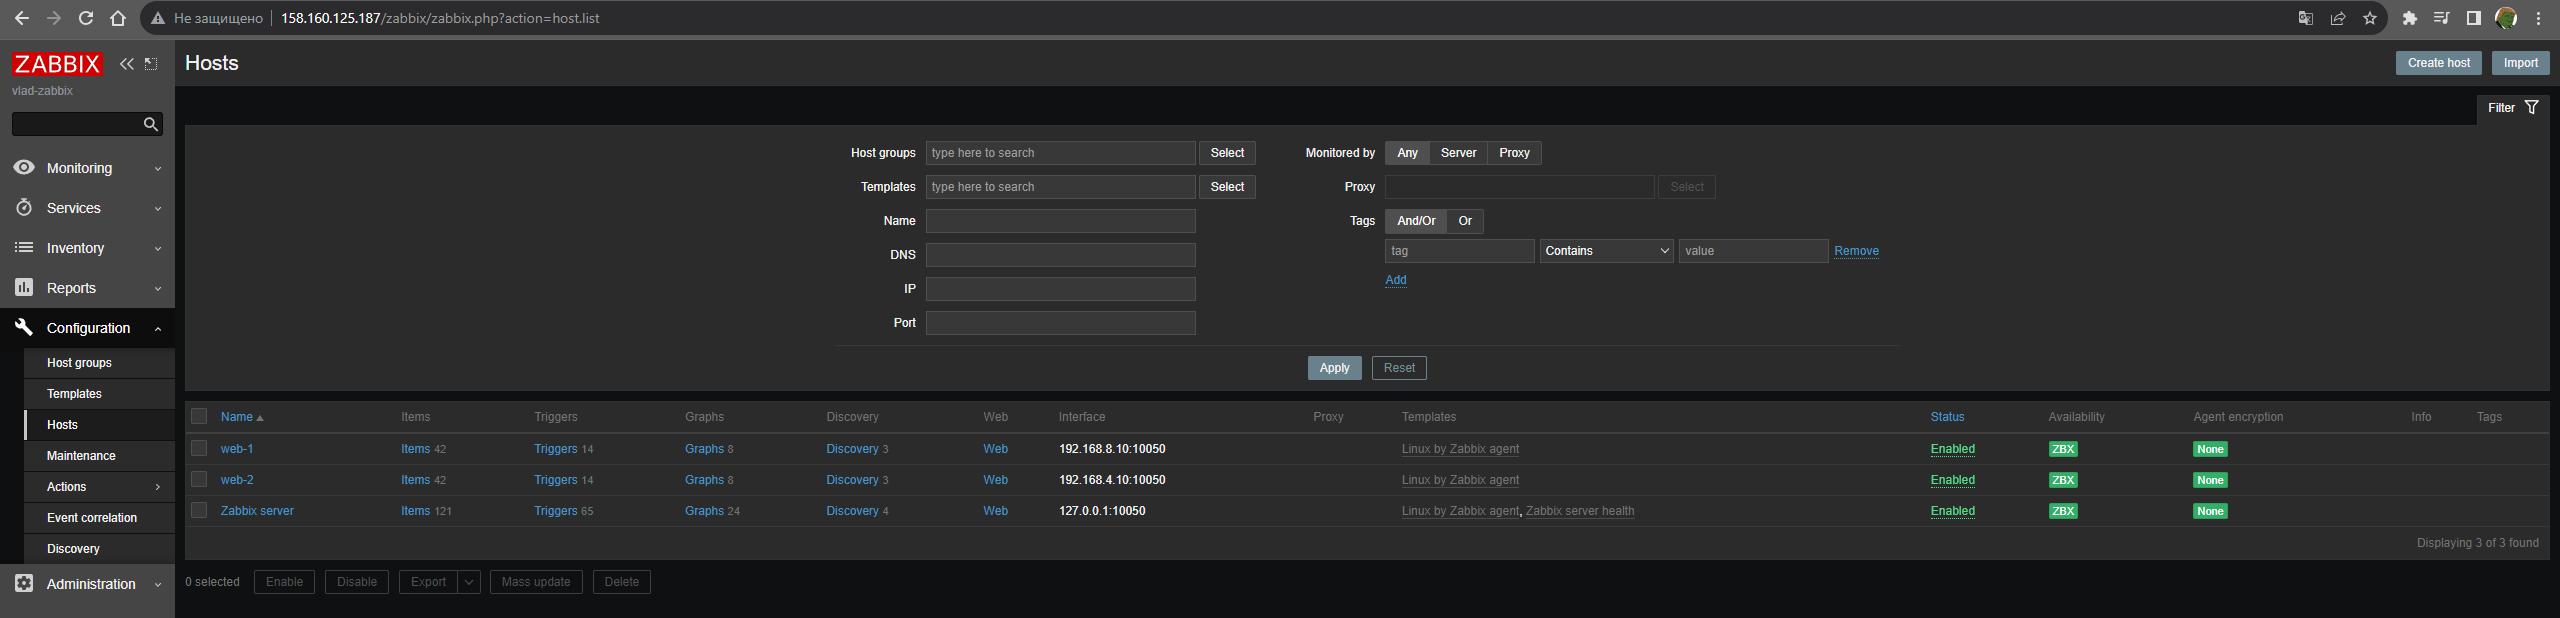 Не защищено 158.160.125.187/zabbix/zabbix.php?action=host.list
ZABBIX
vlad-zabbix
Monitoring
Services
Inventory
Reports
Configuration
Host groups
Templates
Hosts
Maintenance
Actions
Event correlation
Discovery
Administration
Hosts
Create host Import
Filter
Host groups type here to search Select
Templates type here to search Select
Name
DNS
IP
Port
Monitored by Any Server Proxy
Proxy Select
Tags And/Or Or
tag Contains value Remove
Add
Apply Reset
Name Items Triggers Graphs Discovery Web Interface Proxy Templates Status Availability Agent encryption Info Tags
web-1 Items 42 Triggers 14 Graphs 8 Discovery 3 Web 192.168.8.10:10050 Linux by Zabbix agent Enabled ZBX None
web-2 Items 42 Triggers 14 Graphs 8 Discovery 3 Web 192.168.4.10:10050 Linux by Zabbix agent Enabled ZBX None
Zabbix server Items 121 Triggers 65 Graphs 24 Discovery 4 Web 127.0.0.1:10050 Linux by Zabbix agent, Zabbix server health Enabled ZBX None
Displaying 3 of 3 found
0 selected Enable Disable Export Mass update Delete